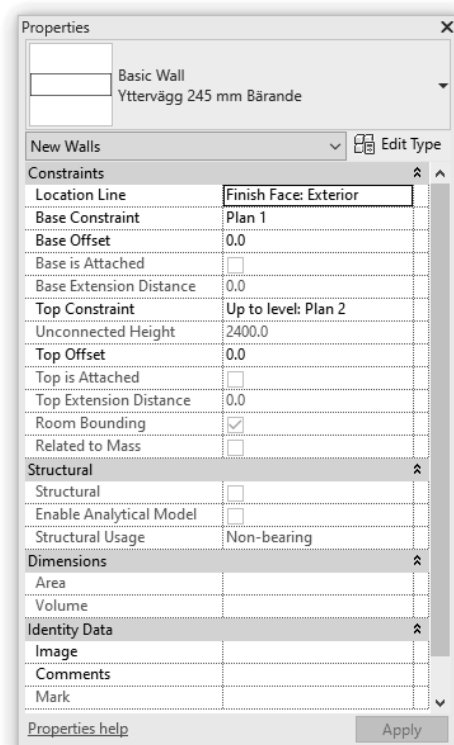 Properties
Basic Wall
Yttervägg 245 mm Bärande
New Walls Edit Type
Constraints
Location Line Finish Face: Exterior
Base Constraint Plan 1
Base Offset 0.0
Base is Attached
Base Extension Distance 0.0
Top Constraint Up to level: Plan 2
Unconnected Height 2400.0
Top Offset 0.0
Top is Attached
Top Extension Distance 0.0
Room Bounding
Related to Mass
Structural
Structural
Enable Analytical Model
Structural Usage Non-bearing
Dimensions
Area
Volume
Identity Data
Image
Comments
Mark
Properties help Apply